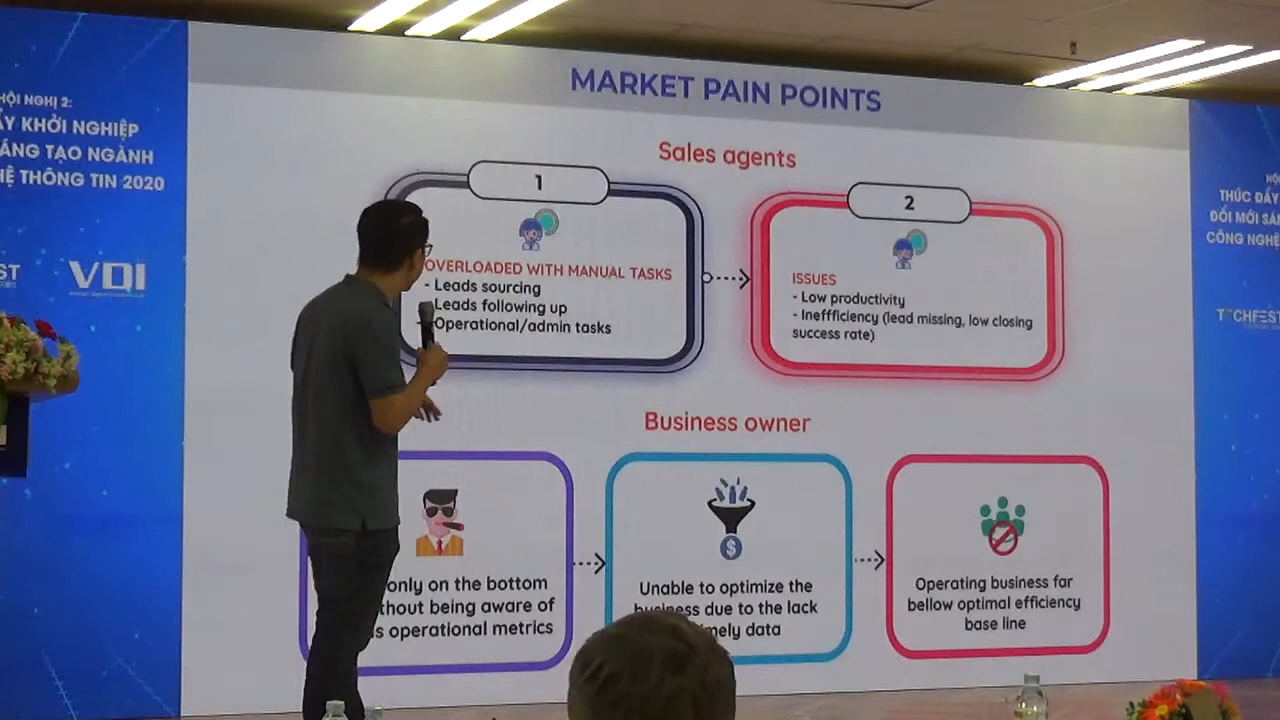 HỘI NGHỊ 2:
ẨY KHỞI NGHIỆP
ÁNG TẠO NGÀNH
HỆ THÔNG TIN 2020
ST
VDI
MARKET PAIN POINTS
Sales agents
1
OVERLOADED WITH MANUAL TASKS
- Leads sourcing
- Leads following up
- Operational/admin tasks
2
ISSUES
- Low productivity
- Ineffficiency (lead missing, low closing
success rate)
Business owner
only on the bottom
thout being aware of
s operational metrics
Unable to optimize the
business due to the lack
mely data
Operating business far
bellow optimal efficiency
base line
HỘI
THÚC ĐẨY
ĐỔI MỚI SÁ
CÔNG NGHỆ
TECHFEST